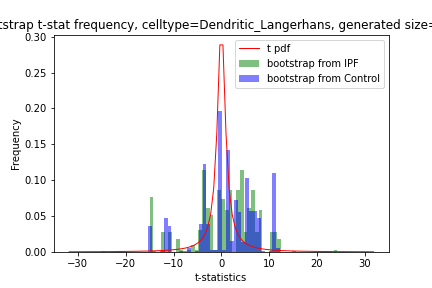 tstrap t-stat frequency, celltype=Dendritic_Langerhans, generated size=
0.30
0.25
0.20
0.15
0.10
0.05
0.00
Frequency
t pdf
bootstrap from IPF
bootstrap from Control
−30 −20 −10 0 10 20 30
t-statistics